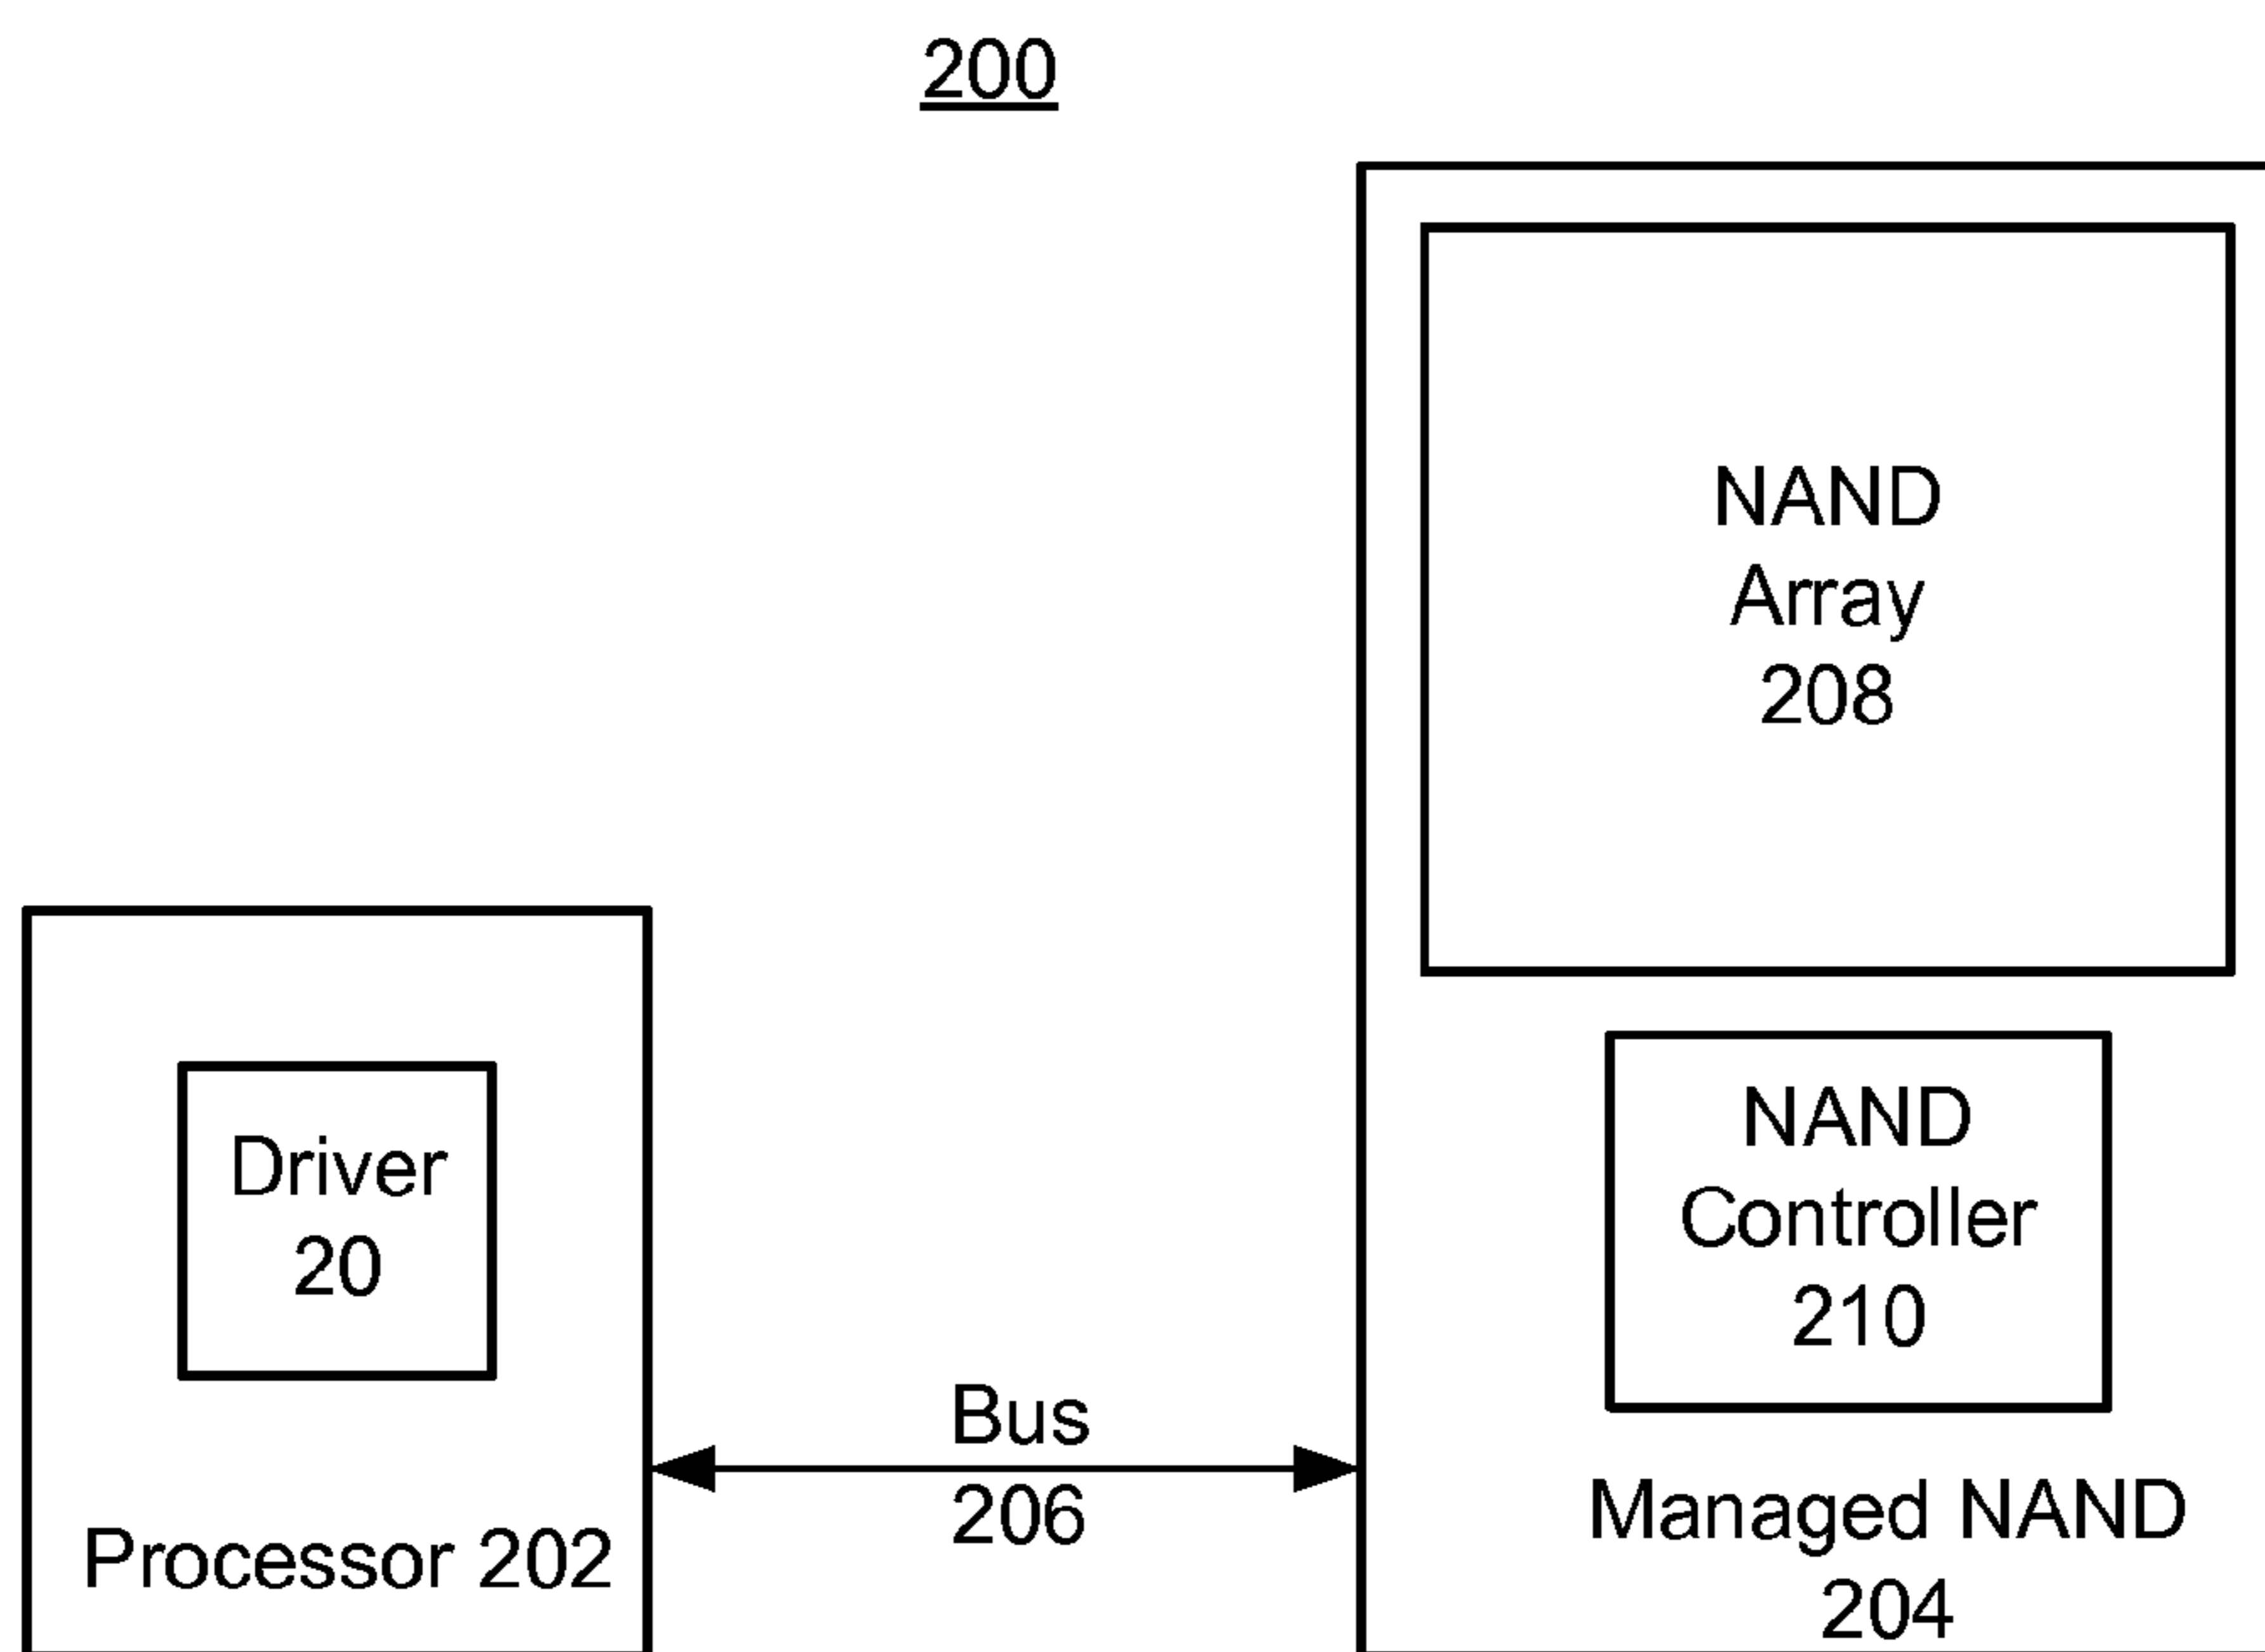 200
NAND
Array
208
NAND
Controller
210
Managed NAND
204
Driver
20
Processor 202
Bus
206